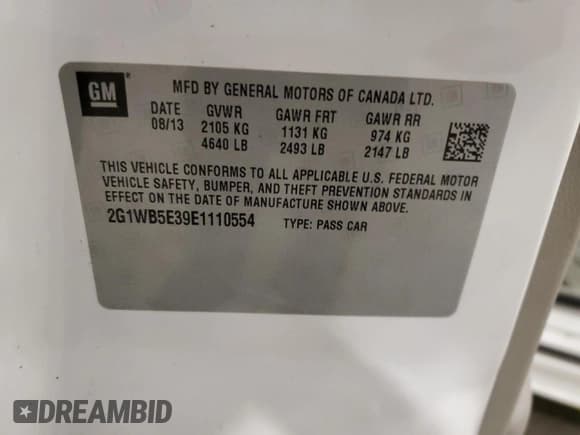 GM
MFD BY GENERAL MOTORS OF CANADA LTD.
DATE GVWR GAWR FRT GAWR RR
08/13 2105 KG 1131 KG 974 KG
4640 LB 2493 LB 2147 LB
THIS VEHICLE CONFORMS TO ALL APPLICABLE U.S. FEDERAL MOTOR
VEHICLE SAFETY, BUMPER, AND THEFT PREVENTION STANDARDS IN
EFFECT ON THE DATE OF MANUFACTURE SHOWN ABOVE.
2G1WB5E39E1110554 TYPE: PASS CAR
DREAMBID